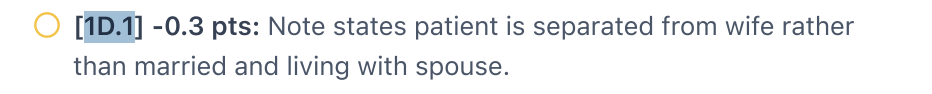 [1D.1] -0.3 pts: Note states patient is separated from wife rather
than married and living with spouse.